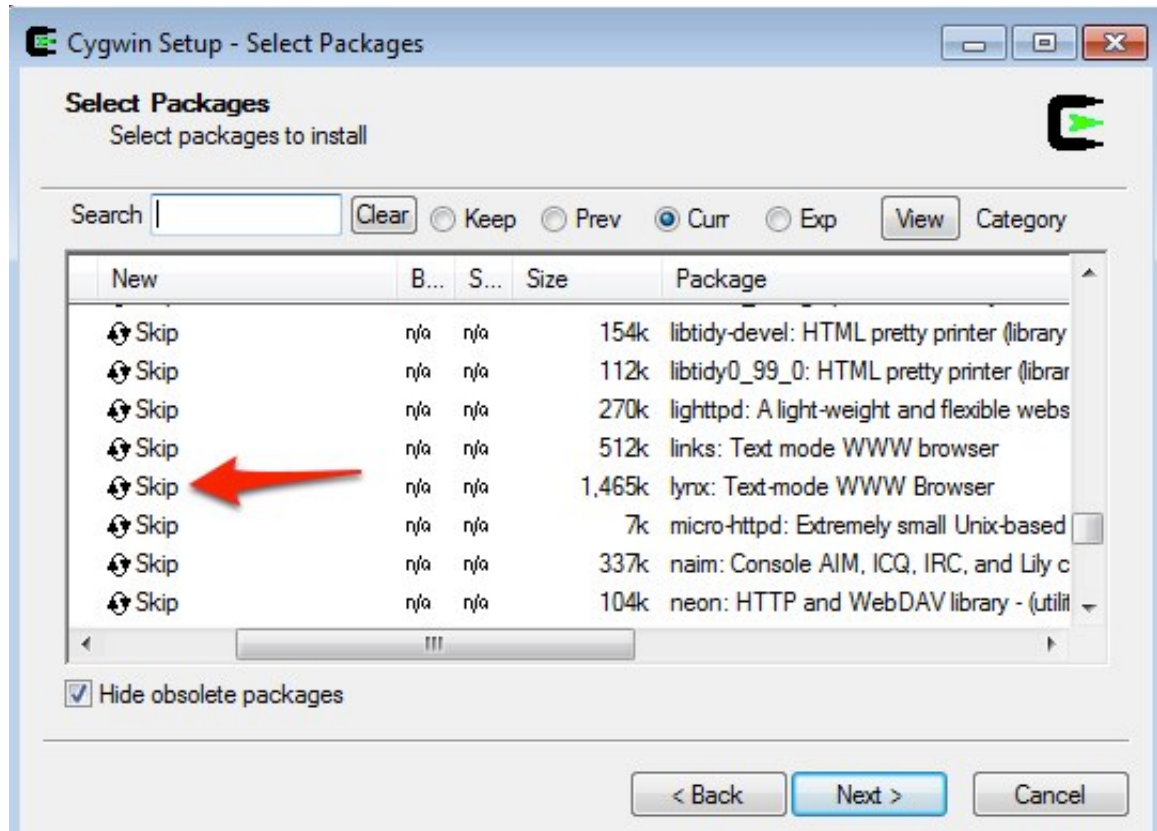 Cygwin Setup - Select Packages
Select Packages
Select packages to install
Search Clear Keep Prev Curr Exp View Category
New B... S... Size Package
Skip n/a n/a 154k libtidy-devel: HTML pretty printer (library
Skip n/a n/a 112k libtidy0_99_0: HTML pretty printer (librar
Skip n/a n/a 270k lighttpd: A light-weight and flexible webs
Skip n/a n/a 512k links: Text mode WWW browser
Skip n/a n/a 1,465k lynx: Text-mode WWW Browser
Skip n/a n/a 7k micro-httpd: Extremely small Unix-based
Skip n/a n/a 337k naim: Console AIM, ICQ, IRC, and Lily c
Skip n/a n/a 104k neon: HTTP and WebDAV library - (utilit
Hide obsolete packages
< Back Next > Cancel